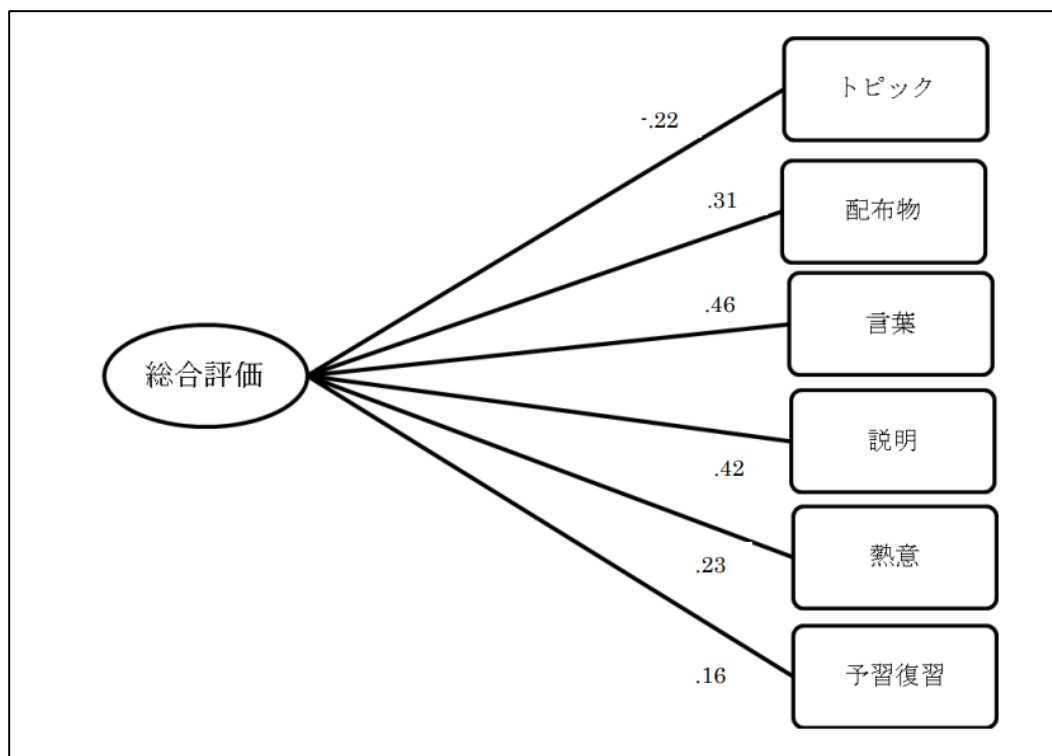 トピック
-.22
.31
配布物
.46
言葉
総合評価
説明
.42
熱意
.23
予習復習
.16